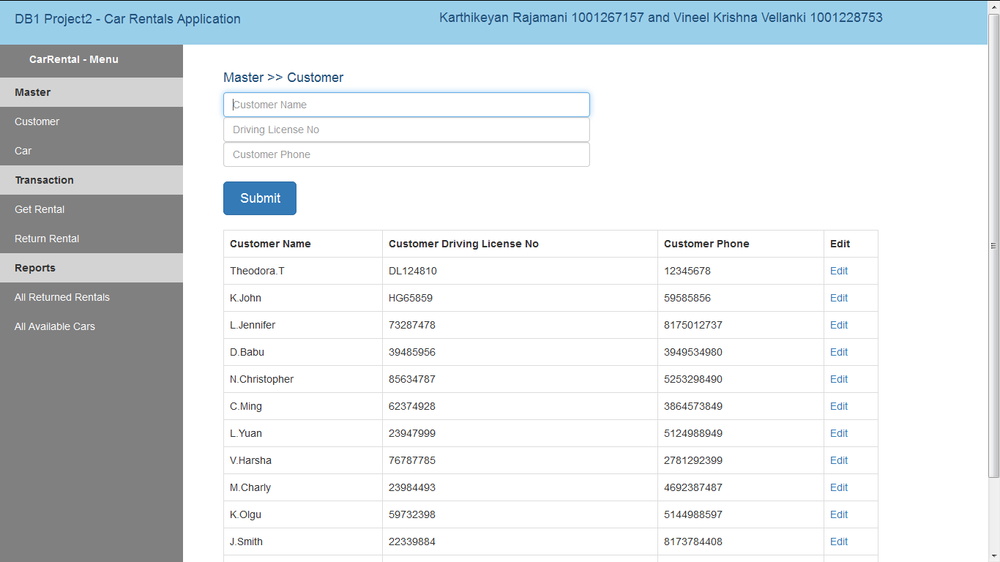 DB1 Project2 - Car Rentals Application
Karthikeyan Rajamani 1001267157 and Vineel Krishna Vellanki 1001228753
CarRental - Menu
Master
Customer
Car
Transaction
Get Rental
Return Rental
Reports
All Returned Rentals
All Available Cars
Master >> Customer
Customer Name
Driving License No
Customer Phone
Submit
Customer Name Customer Driving License No Customer Phone Edit
Theodora.T DL124810 12345678 Edit
K.John HG65859 59585856 Edit
L.Jennifer 73287478 8175012737 Edit
D.Babu 39485956 3949534980 Edit
N.Christopher 85634787 5253298490 Edit
C.Ming 62374928 3864573849 Edit
L.Yuan 23947999 5124988949 Edit
V.Harsha 76787785 2781292399 Edit
M.Charly 23984493 4692387487 Edit
K.Olgu 59732398 5144988597 Edit
J.Smith 22339884 8173784408 Edit